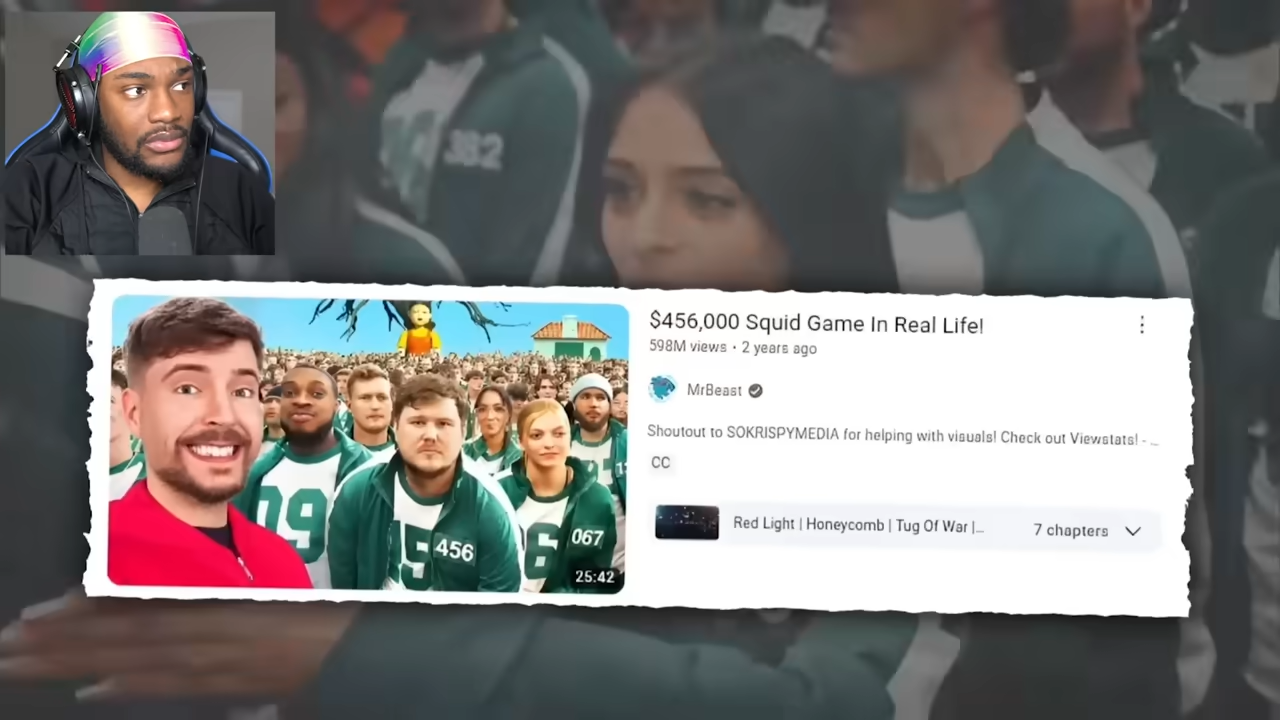 382
$456,000 Squid Game In Real Life!
598M views • 2 years ago
MrBeast
Shoutout to SOKRISPYMEDIA for helping with visuals! Check out Viewstats! - ...
CC
Red Light | Honeycomb | Tug Of War |...
7 chapters
09
456
067
25:42